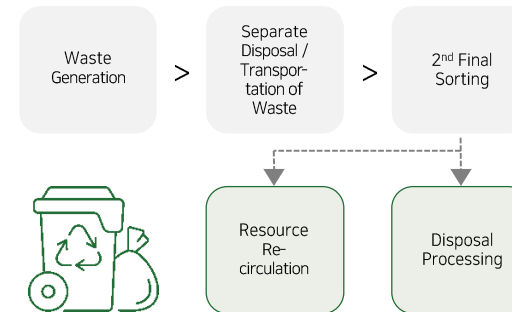 Waste
Generation
>
Separate
Disposal /
Transpor-
tation of
Waste
>
2nd Final
Sorting
Resource
Re-
circulation
Disposal
Processing